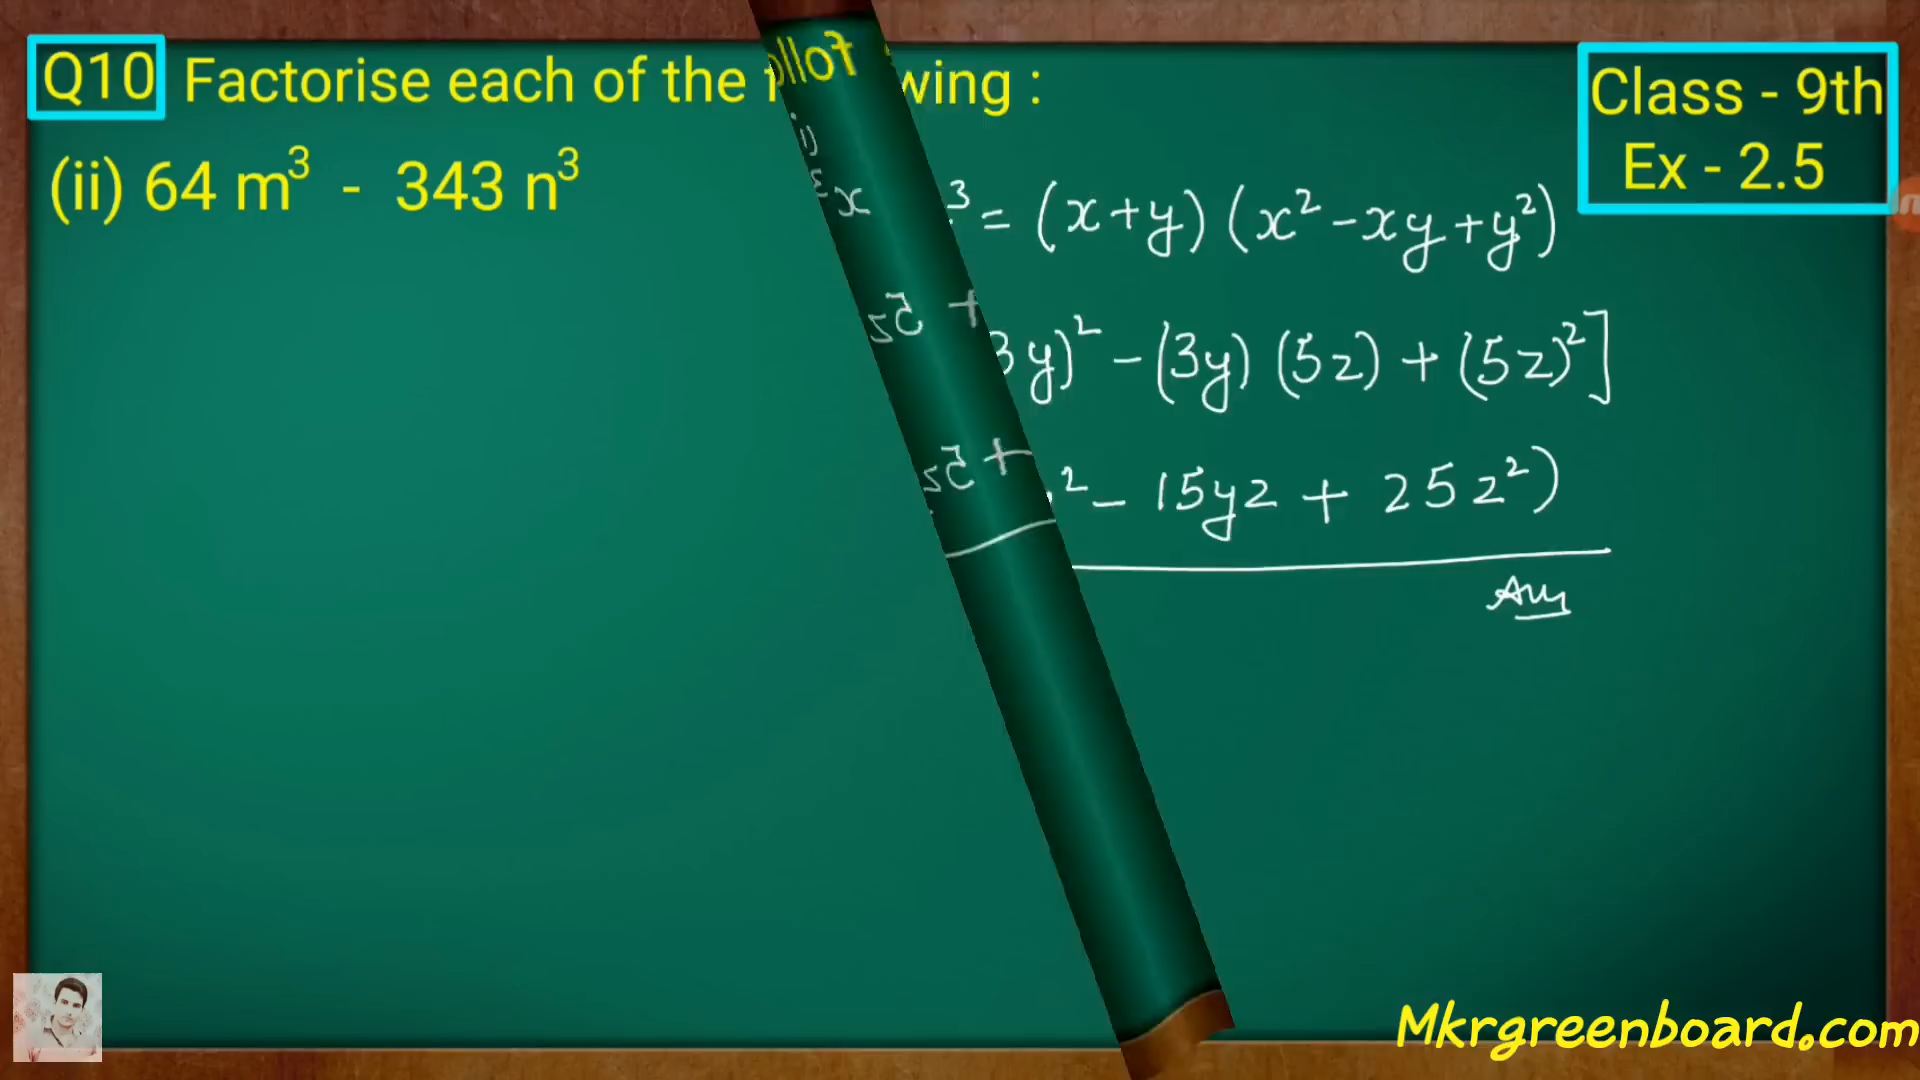 Q10 Factorise each of the wing :
Class - 9th
Ex - 2.5
(ii) 64 m³ - 343 n³
³ = (x+y) (x² - xy + y²)
3y)² - (3y) (5z) + (5z)²]
² - 15yz + 25z²)
Ans
Mkrgreenboard.com